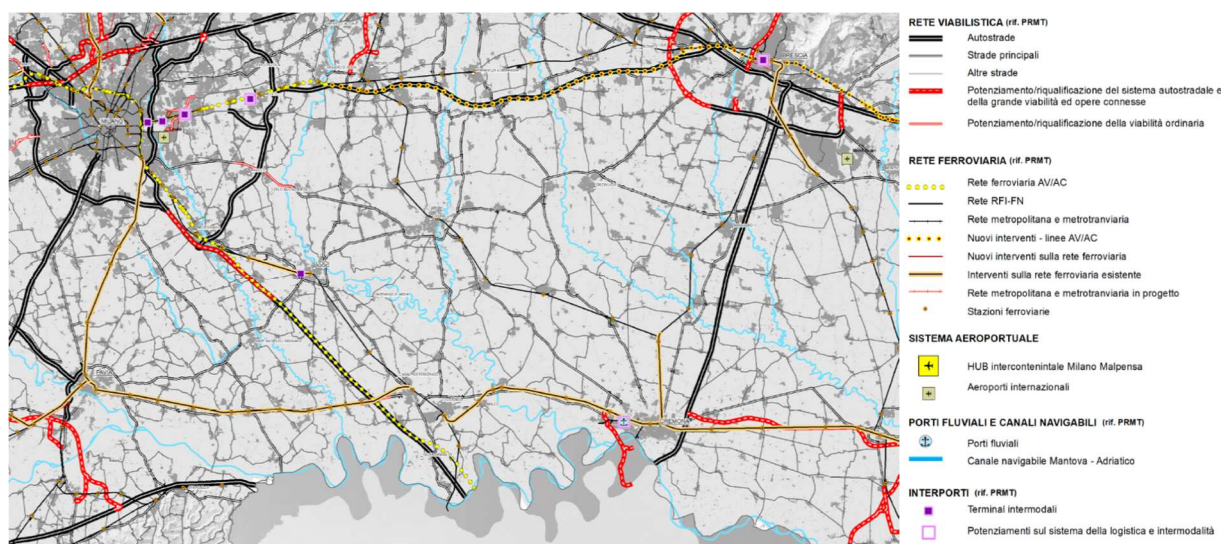 MILANO
BRESCIA
PAVIA
CREMONA
RETE VIABILISTICA (rif. PRMT)
Autostrade
Strade principali
Altre strade
Potenziamento/riqualificazione del sistema autostradale e
della grande viabilità ed opere connesse
Potenziamento/riqualificazione della viabilità ordinaria
RETE FERROVIARIA (rif. PRMT)
Rete ferroviaria AV/AC
Rete RFI-FN
Rete metropolitana e metrotranviaria
Nuovi interventi - linee AV/AC
Nuovi interventi sulla rete ferroviaria
Interventi sulla rete ferroviaria esistente
Rete metropolitana e metrotranviaria in progetto
Stazioni ferroviarie
SISTEMA AEROPORTUALE
HUB intercontenintale Milano Malpensa
Aeroporti internazionali
PORTI FLUVIALI E CANALI NAVIGABILI (rif. PRMT)
Porti fluviali
Canale navigabile Mantova - Adriatico
INTERPORTI (rif. PRMT)
Terminal intermodali
Potenziamenti sul sistema della logistica e intermodalità